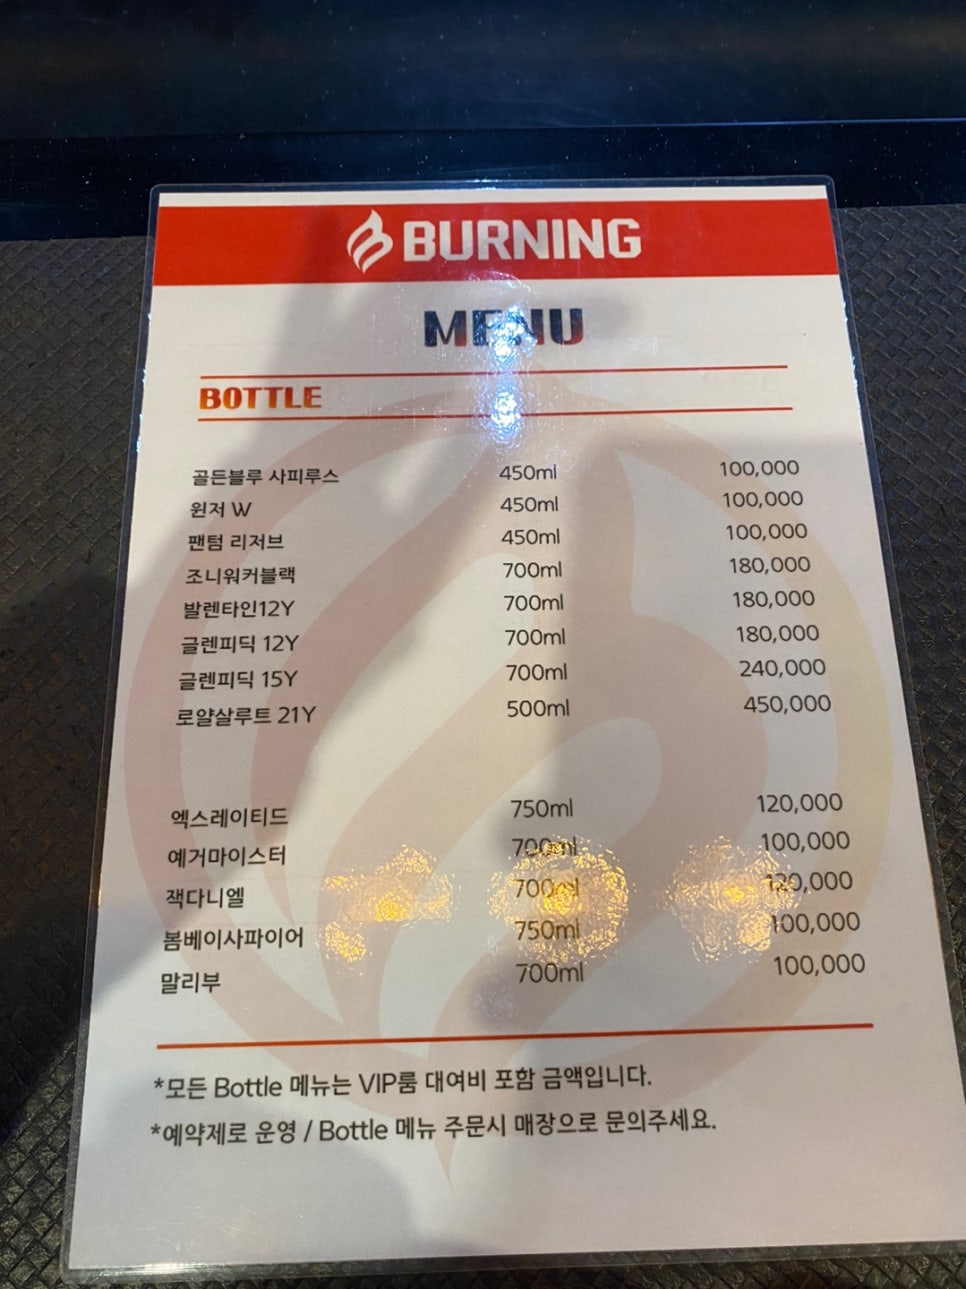 BURNING
MENU
BOTTLE
골든블루 사피루스 450ml 100,000
윈저 W 450ml 100,000
팬텀 리저브 450ml 100,000
조니워커블랙 700ml 180,000
발렌타인12Y 700ml 180,000
글렌피딕 12Y 700ml 180,000
글렌피딕 15Y 700ml 240,000
로얄살루트 21Y 500ml 450,000
엑스레이티드 750ml 120,000
예거마이스터 700ml 100,000
잭다니엘 700ml 120,000
봄베이사파이어 750ml 100,000
말리부 700ml 100,000
*모든 Bottle 메뉴는 VIP룸 대여비 포함 금액입니다.
*예약제로 운영 / Bottle 메뉴 주문시 매장으로 문의주세요.